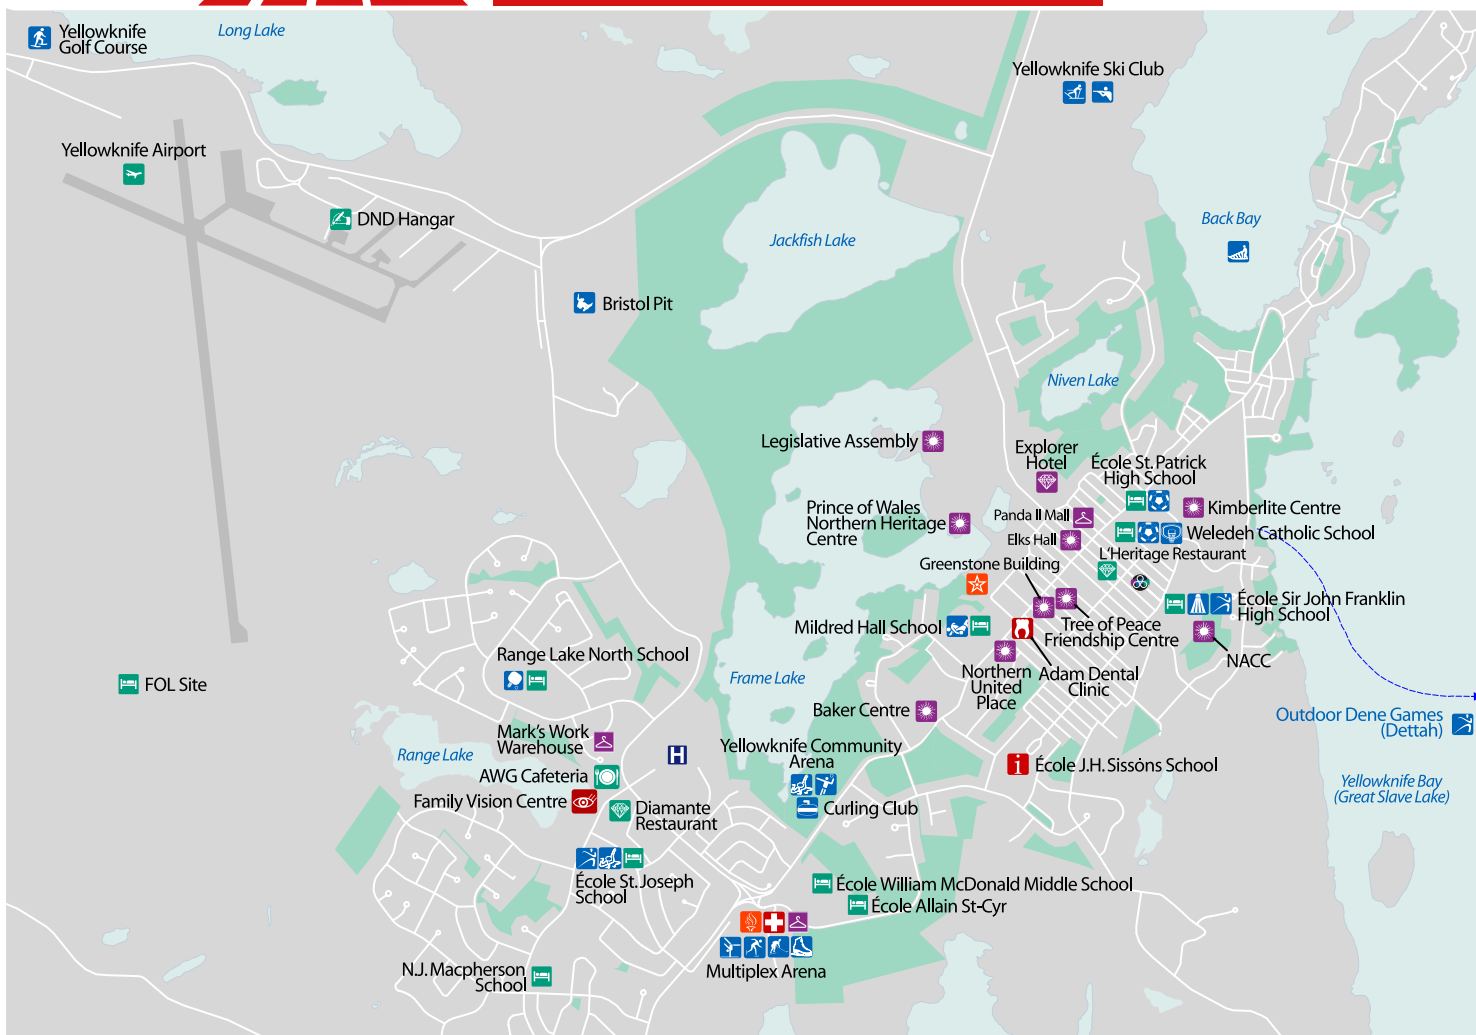 Yellowknife
Golf Course
Long Lake
Yellowknife Ski Club
Yellowknife Airport
DND Hangar
Back Bay
Jackfish Lake
Bristol Pit
Niven Lake
Legislative Assembly
Explorer
Hotel
École St. Patrick
High School
Prince of Wales
Northern Heritage
Centre
Panda II Mall
Kimberlite Centre
Elks Hall
Weledeh Catholic School
L'Heritage Restaurant
Greenstone Building
École Sir John Franklin
High School
Mildred Hall School
Tree of Peace
Friendship Centre
NACC
Range Lake North School
Northern
United
Place
Adam Dental
Clinic
FOL Site
Frame Lake
Baker Centre
Outdoor Dene Games
(Dettah)
Mark's Work
Warehouse
Range Lake
H
Yellowknife Community
Arena
i
École J.H. Sissons School
AWG Cafeteria
Yellowknife Bay
(Great Slave Lake)
Family Vision Centre
Diamante
Restaurant
Curling Club
École St. Joseph
School
École William McDonald Middle School
École Allain St-Cyr
N.J. Macpherson
School
Multiplex Arena